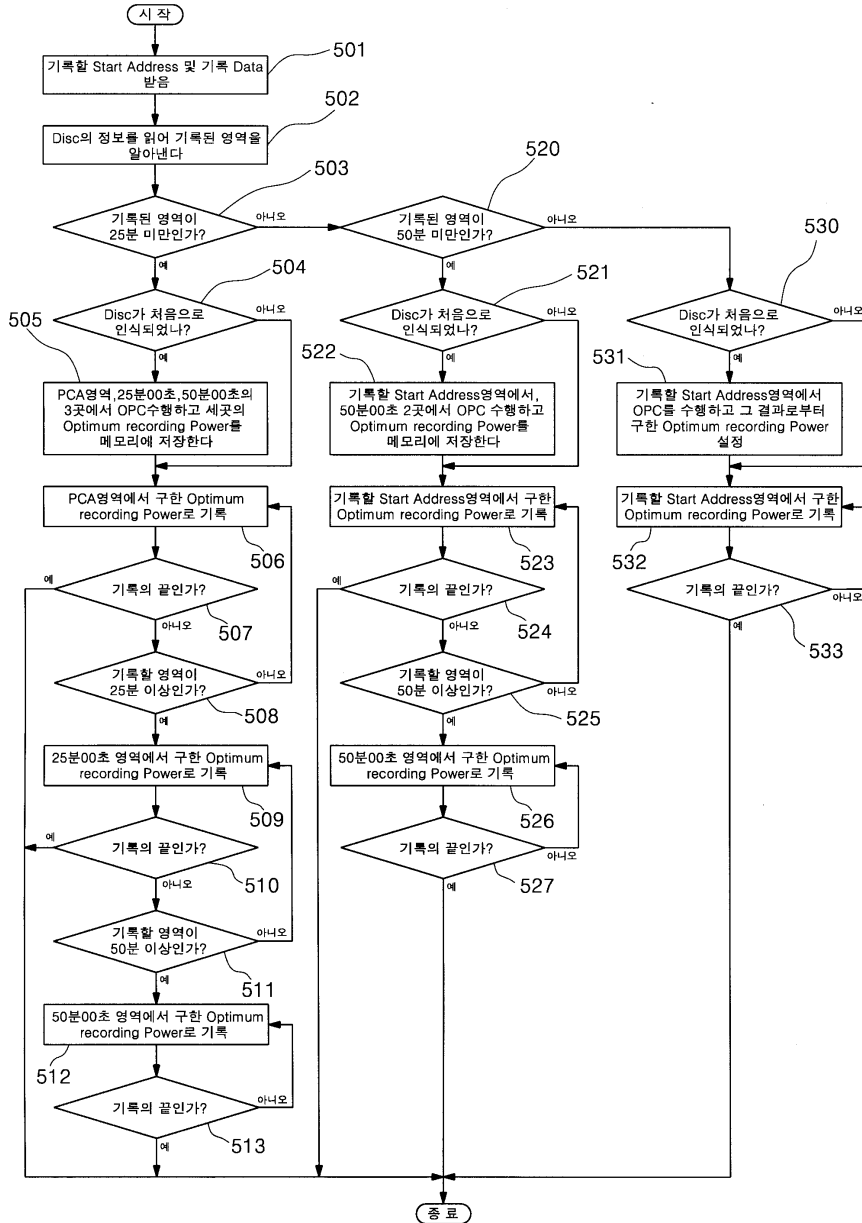 시 작
501
기록할 Start Address 및 기록 Data
받음
502
Disc의 정보를 읽어 기록된 영역을
알아낸다
503
기록된 영역이
25분 미만인가?
아니오
예
520
기록된 영역이
50분 미만인가?
아니오
예
504
Disc가 처음으로
인식되었나?
아니오
예
521
Disc가 처음으로
인식되었나?
아니오
예
530
Disc가 처음으로
인식되었나?
아니오
예
505
PCA영역,25분00초,50분00초의
3곳에서 OPC수행하고 세곳의
Optimum recording Power를
메모리에 저장한다
522
기록할 Start Address영역에서,
50분00초 2곳에서 OPC 수행하고
Optimum recording Power를
메모리에 저장한다
531
기록할 Start Address영역에서
OPC를 수행하고 그 결과로부터
구한 Optimum recording Power
설정
PCA영역에서 구한 Optimum
recording Power로 기록
506
기록할 Start Address영역에서 구한
Optimum recording Power로 기록
523
기록할 Start Address영역에서 구한
Optimum recording Power로 기록
532
예
기록의 끝인가?
507
아니오
예
기록의 끝인가?
524
아니오
기록의 끝인가?
아니오
533
예
기록할 영역이
25분 이상인가?
아니오
508
예
기록할 영역이
50분 이상인가?
아니오
525
예
25분00초 영역에서 구한 Optimum
recording Power로 기록
509
50분00초 영역에서 구한 Optimum
recording Power로 기록
526
예
기록의 끝인가?
510
아니오
기록의 끝인가?
아니오
527
예
기록할 영역이
50분 이상인가?
아니오
511
예
50분00초 영역에서 구한 Optimum
recording Power로 기록
512
기록의 끝인가?
아니오
513
예
종 료